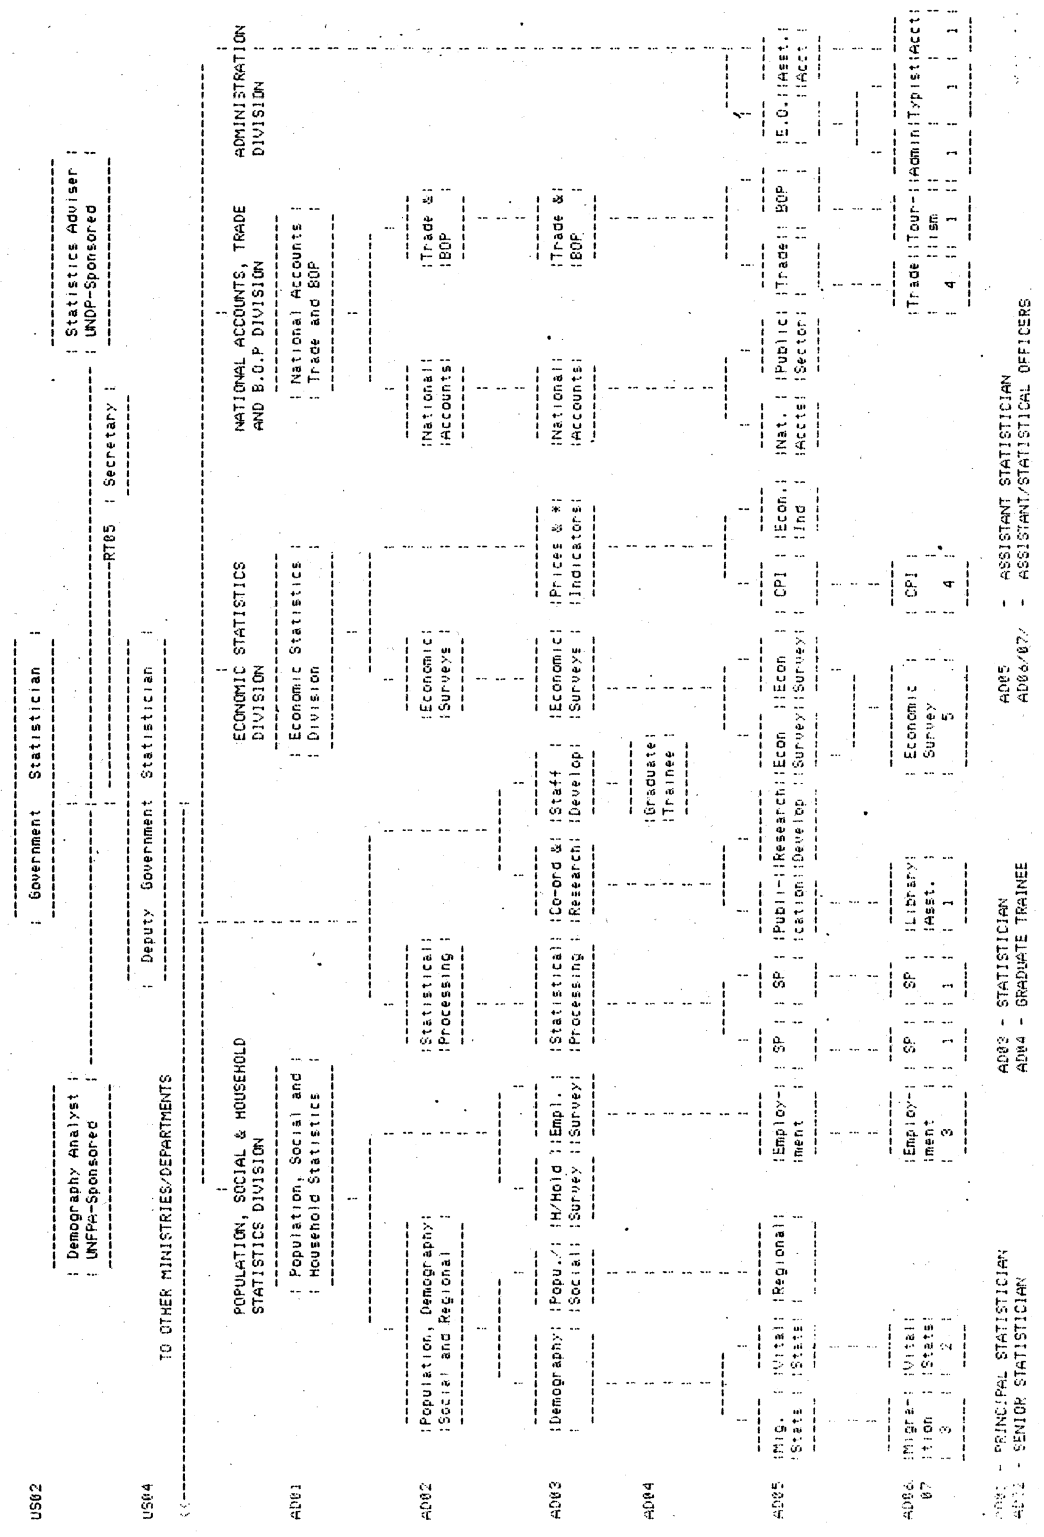 US02
Government Statistician
Demography Analyst
UNFPA-Sponsored
Statistics Adviser
UNDP-Sponsored
RT05
Secretary
US04
Deputy Government Statistician
TO OTHER MINISTRIES/DEPARTMENTS
POPULATION, SOCIAL & HOUSEHOLD
STATISTICS DIVISION
ECONOMIC STATISTICS
DIVISION
NATIONAL ACCOUNTS, TRADE
AND B.O.P DIVISION
ADMINISTRATION
DIVISION
AD01
Population, Social and
Household Statistics
Economic Statistics
Division
National Accounts
Trade and BOP
AD02
Population, Demography
Social and Regional
Statistical
Processing
Economic
Surveys
National
Accounts
Trade &
BOP
AD03
Demography
Popu./
Social
H/Hold
Survey
Empl.
Survey
Statistical
Processing
Co-ord &
Research
Staff
Develop
Economic
Surveys
Prices & *
Indicators
National
Accounts
Trade &
BOP
AD04
Graduate
Trainee
AD05
Mig.
Stats
Vital
Stats
Regional
Employ-
ment
SP
SP
Publi-
cation
Research
Develop
Econ
Survey
Econ
Survey
CPI
Econ.
Ind
Nat.
Accts
Public
Sector
Trade
BOP
E.O.
Asst.
Acct
AD06
07
Migra-
tion
3
Vital
Stats
2
Employ-
ment
3
SP
1
SP
1
Library
Asst.
1
Economic
Survey
5
CPI
4
Trade
4
Tour-
ism
1
Admin
1
Typist
1
Acct
1
AD01 - PRINCIPAL STATISTICIAN
- SENIOR STATISTICIAN
AD03 - STATISTICIAN
AD04 - GRADUATE TRAINEE
AD05 - ASSISTANT STATISTICIAN
AD06/07/ - ASSISTANT/STATISTICAL OFFICERS